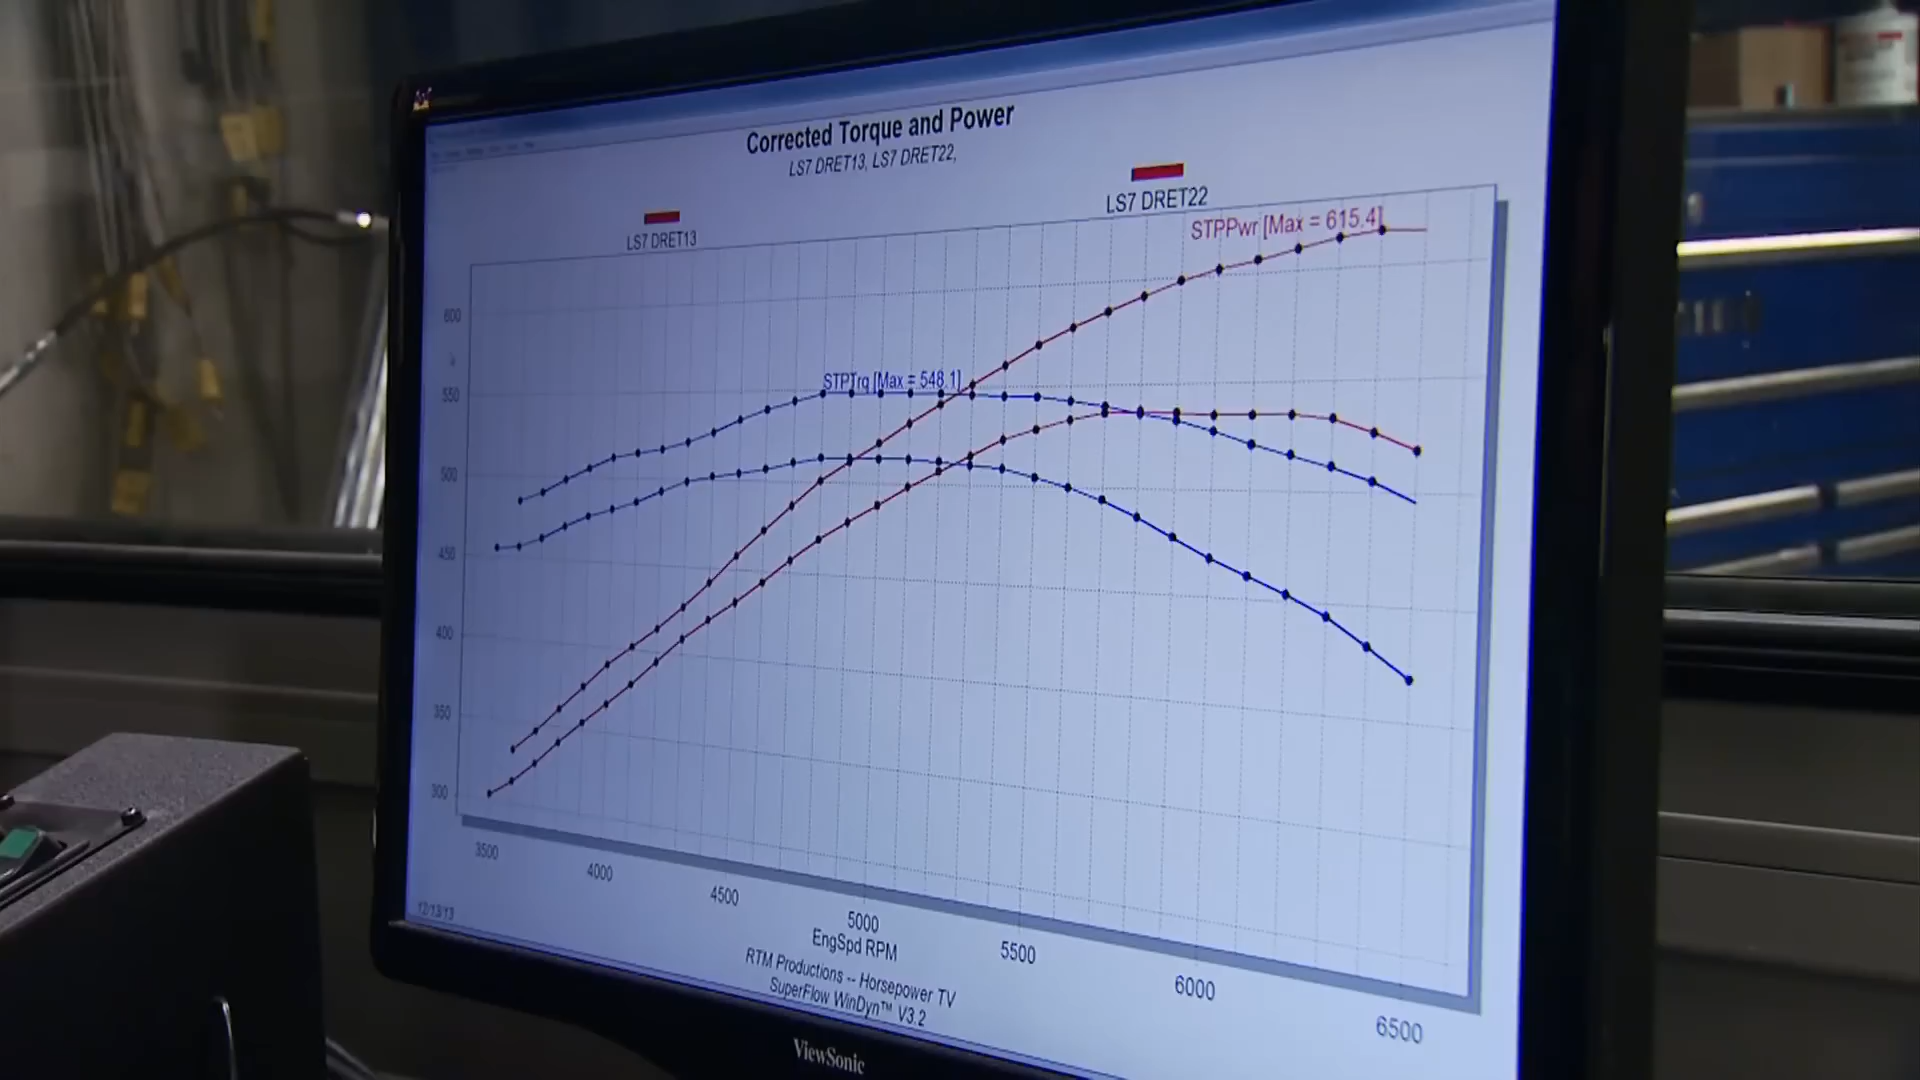 Corrected Torque and Power
LS7 DRET13, LS7 DRET22,
LS7 DRET13
LS7 DRET22
STPPwr [Max = 615.4]
STPTrq [Max = 548.1]
600
550
500
450
400
350
300
3500
4000
4500
5000
5500
6000
6500
EngSpd RPM
12/13/13
RTM Productions -- Horsepower TV
SuperFlow WinDyn™ V3.2
ViewSonic